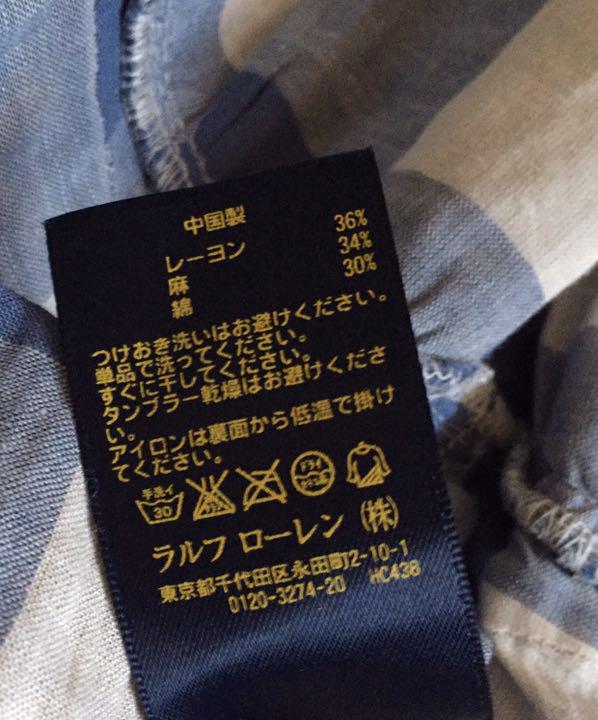 中国製
レーヨン 36%
麻 34%
綿 30%
つけおき洗いはお避けください。
単品で洗ってください。
すぐに干してください。
タンブラー乾燥はお避けくださ
い。
アイロンは裏面から低温で掛け
てください。
手洗イ 30 ドライ
ラルフ ローレン (株)
東京都千代田区永田町2-10-1
0120-3274-20 HC438